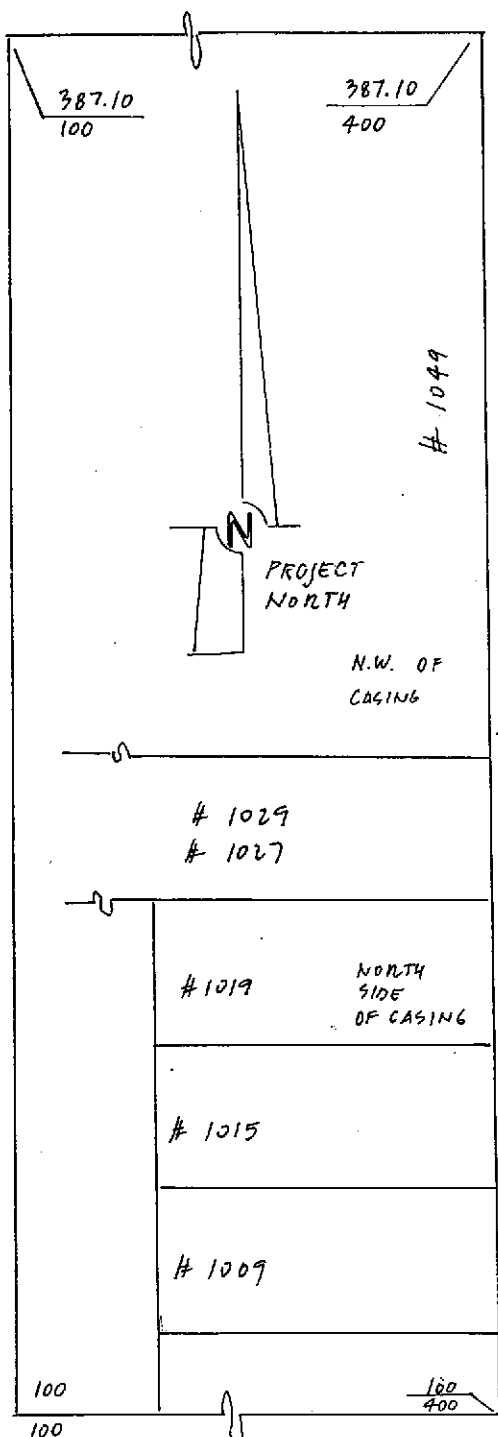 387.10
100
387.10
400
# 1049
N
PROJECT
NORTH
N.W. OF
CASING
# 1029
# 1027
# 1019
NORTH
SIDE
OF CASING
# 1015
# 1009
100
100
100
400